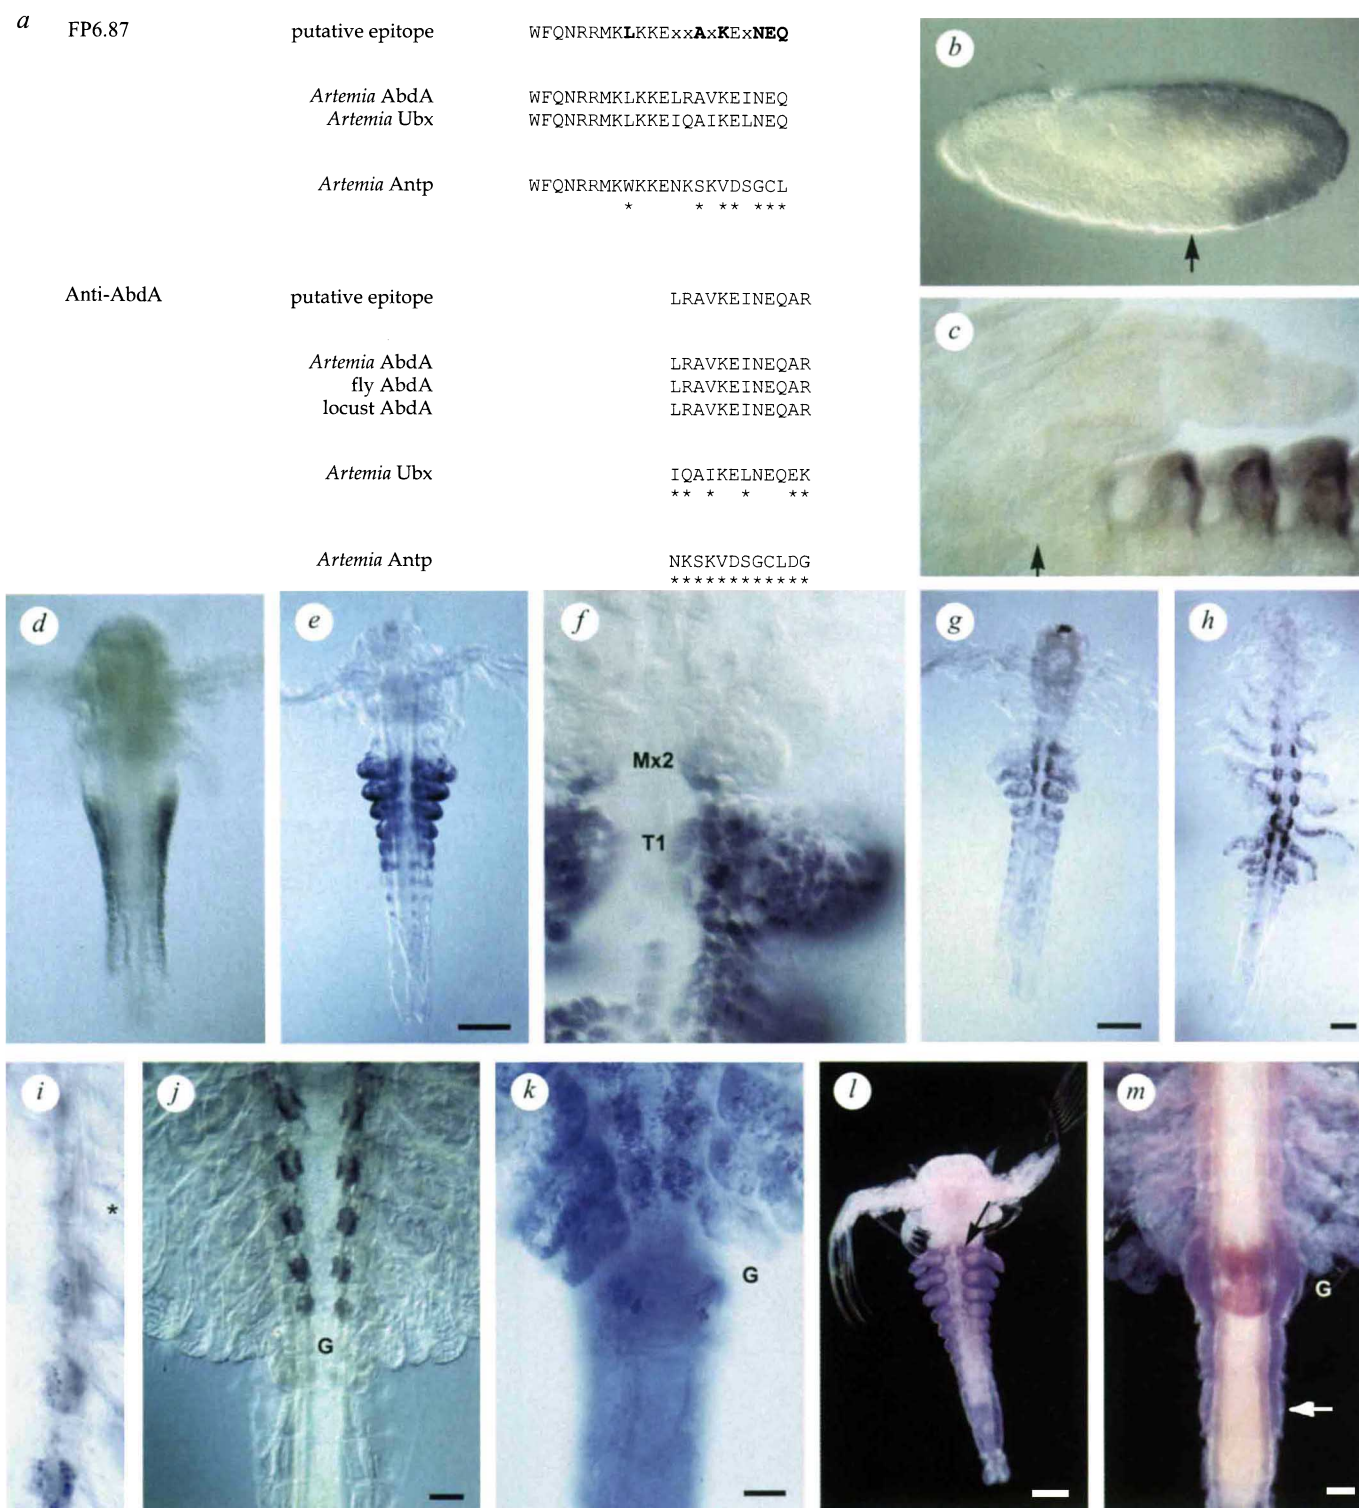 a FP6.87 putative epitope WFQNRRMKLKKExxAxKExNEQ
Artemia AbdA WFQNRRMKLKKELRAVKEINEQ
Artemia Ubx WFQNRRMKLKKEIQAIKELNEQ
Artemia Antp WFQNRRMKWKKENKSKVDSGCL
* * ** ***
Anti-AbdA putative epitope LRAVKEINEQAR
Artemia AbdA LRAVKEINEQAR
fly AbdA LRAVKEINEQAR
locust AbdA LRAVKEINEQAR
Artemia Ubx IQAIKELNEQEK
** * * **
Artemia Antp NKSKVDSGCLDG
************
b
c
d
e
f
Mx2
T1
g
h
i
*
j
G
k
G
l
m
G